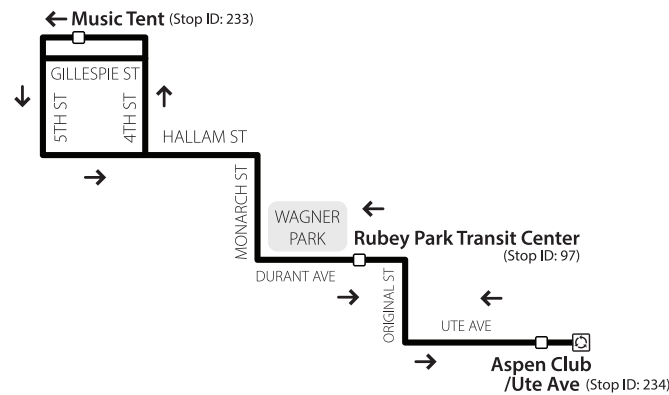 Music Tent (Stop ID: 233)
GILLESPIE ST
5TH ST
4TH ST
HALLAM ST
MONARCH ST
WAGNER
PARK
Rubey Park Transit Center
(Stop ID: 97)
DURANT AVE
ORIGINAL ST
UTE AVE
Aspen Club
/Ute Ave (Stop ID: 234)